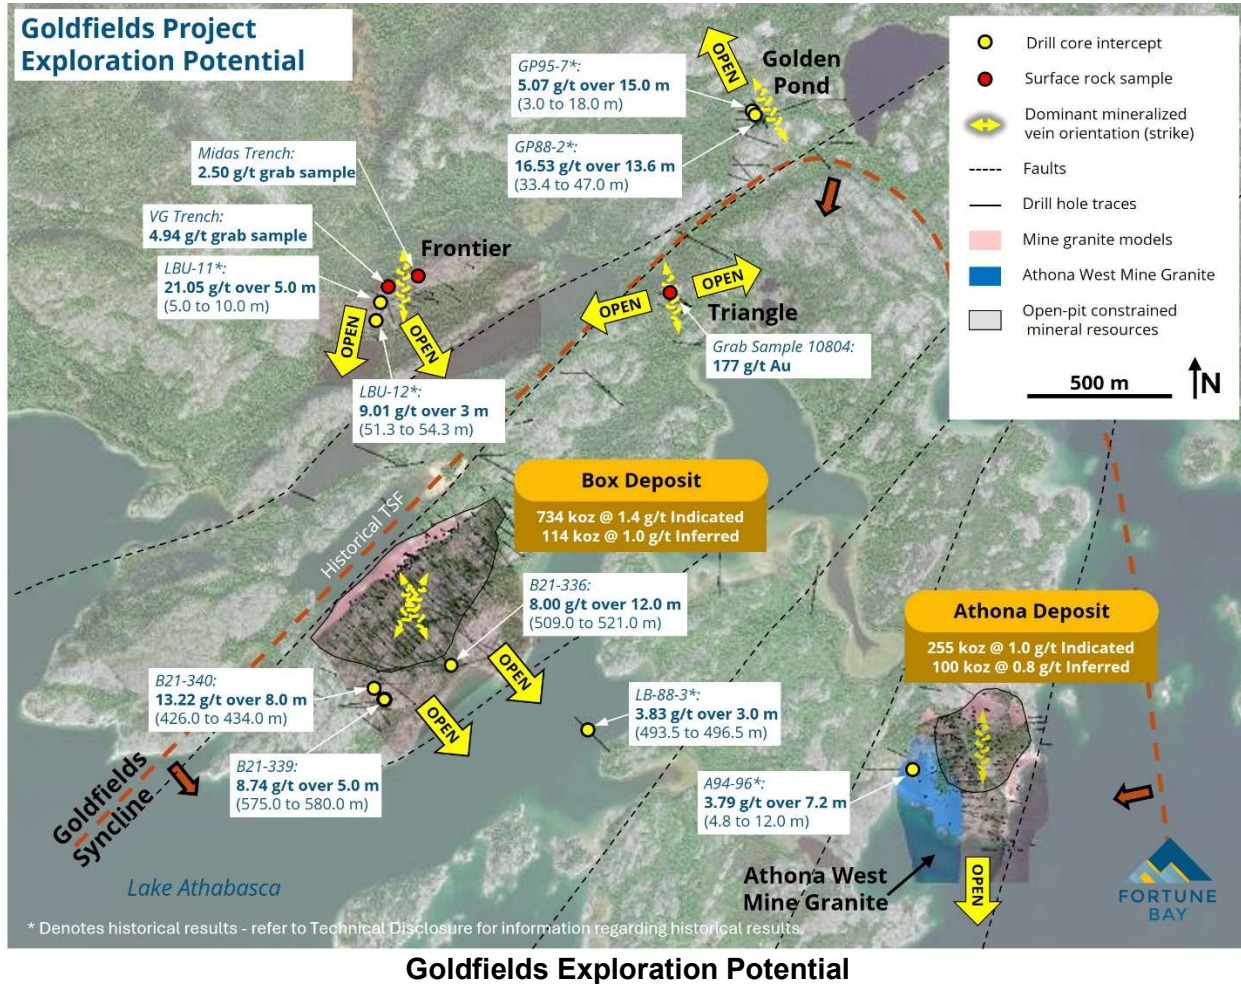 Goldfields Project
Exploration Potential
GP95-7*:
5.07 g/t over 15.0 m
(3.0 to 18.0 m)
OPEN
Golden
Pond
GP88-2*:
16.53 g/t over 13.6 m
(33.4 to 47.0 m)
Midas Trench:
2.50 g/t grab sample
VG Trench:
4.94 g/t grab sample
LBU-11*:
21.05 g/t over 5.0 m
(5.0 to 10.0 m)
Frontier
OPEN
OPEN
LBU-12*:
9.01 g/t over 3 m
(51.3 to 54.3 m)
OPEN
OPEN
Triangle
Grab Sample 10804:
177 g/t Au
Drill core intercept
Surface rock sample
Dominant mineralized
vein orientation (strike)
Faults
Drill hole traces
Mine granite models
Athona West Mine Granite
Open-pit constrained
mineral resources
500 m
N
Box Deposit
734 koz @ 1.4 g/t Indicated
114 koz @ 1.0 g/t Inferred
Historical TSF
B21-336:
8.00 g/t over 12.0 m
(509.0 to 521.0 m)
OPEN
OPEN
B21-340:
13.22 g/t over 8.0 m
(426.0 to 434.0 m)
B21-339:
8.74 g/t over 5.0 m
(575.0 to 580.0 m)
LB-88-3*:
3.83 g/t over 3.0 m
(493.5 to 496.5 m)
Athona Deposit
255 koz @ 1.0 g/t Indicated
100 koz @ 0.8 g/t Inferred
A94-96*:
3.79 g/t over 7.2 m
(4.8 to 12.0 m)
Athona West
Mine Granite
OPEN
Goldfields
Syncline
Lake Athabasca
FORTUNE
BAY
* Denotes historical results - refer to Technical Disclosure for information regarding historical results.
Goldfields Exploration Potential